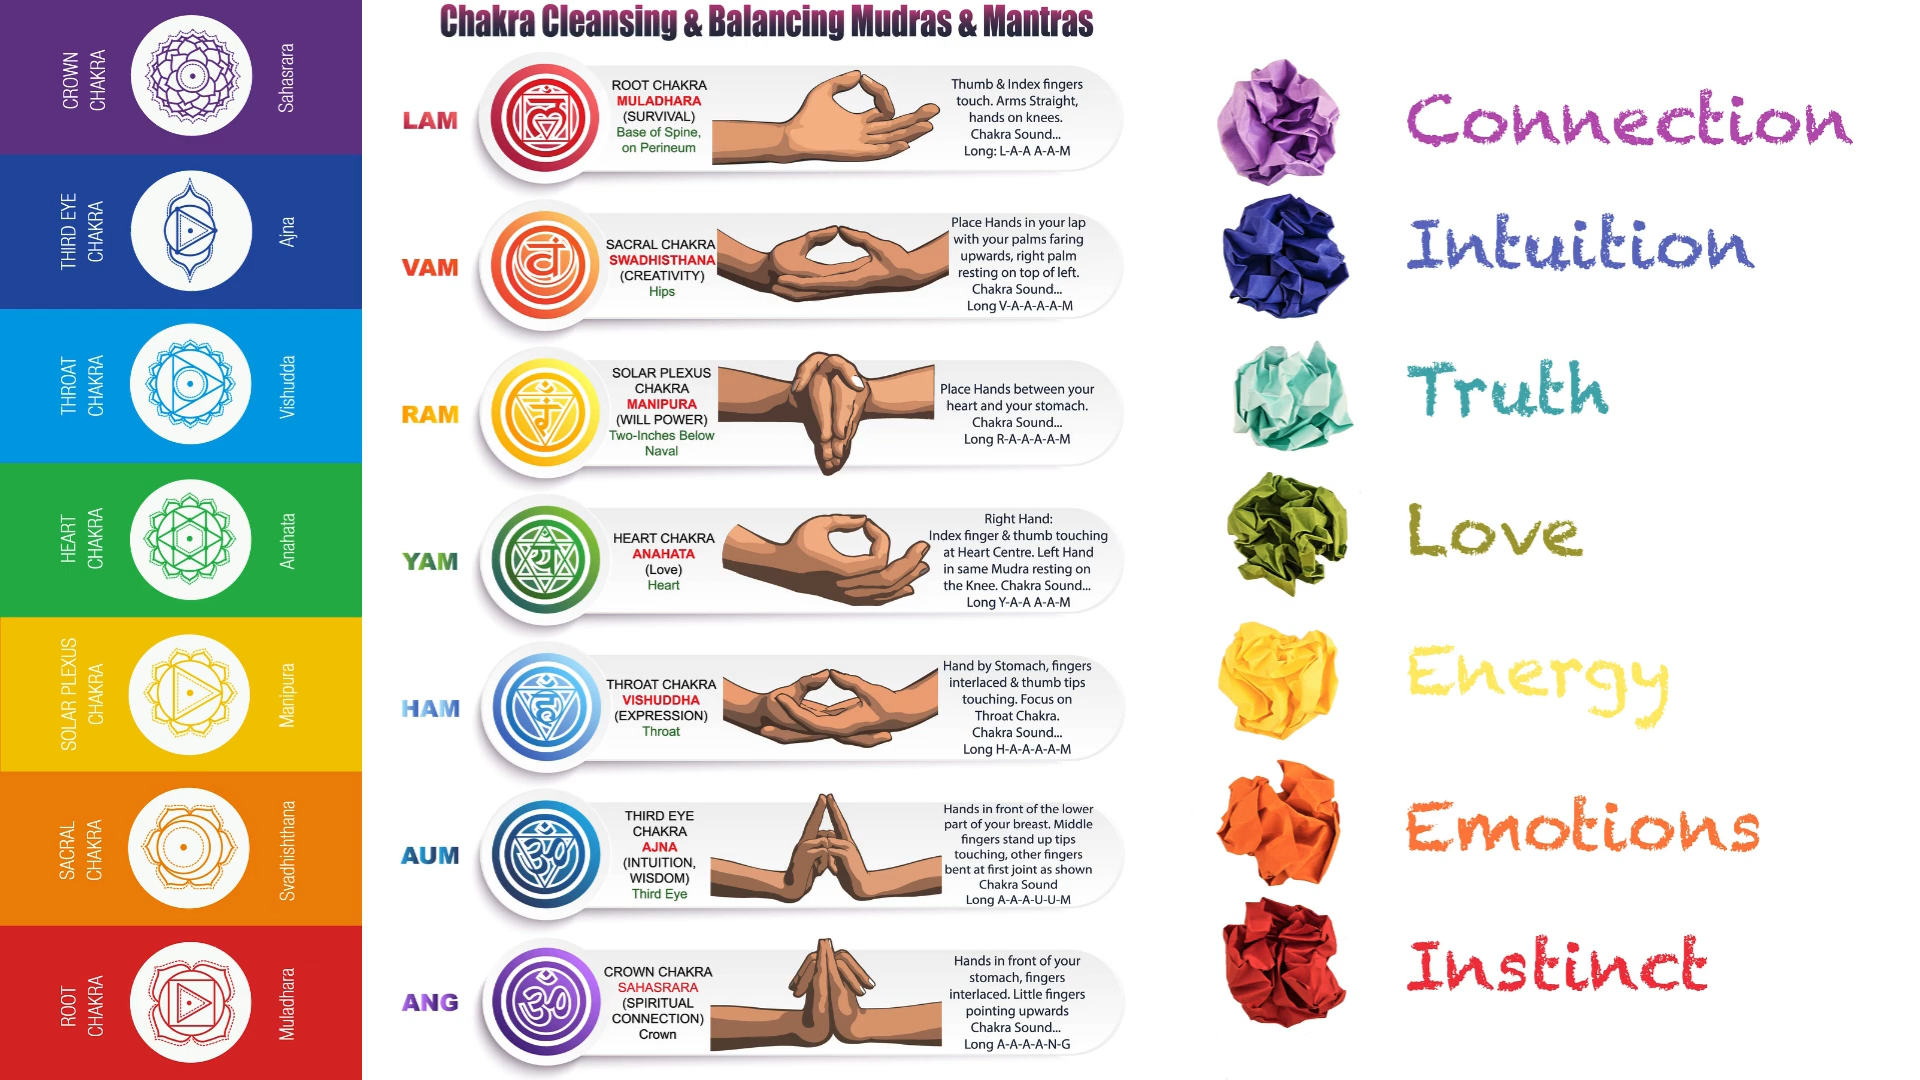 Chakra Cleansing & Balancing Mudras & Mantras
CROWN
CHAKRA
Sahasrara
THIRD EYE
CHAKRA
Ajna
THROAT
CHAKRA
Vishudda
HEART
CHAKRA
Anahata
SOLAR PLEXUS
CHAKRA
Manipura
SACRAL
CHAKRA
Svadhishthana
ROOT
CHAKRA
Muladhara
LAM
लं
ROOT CHAKRA
MULADHARA
(SURVIVAL)
Base of Spine,
on Perineum
Thumb & Index fingers
touch. Arms Straight,
hands on knees.
Chakra Sound...
Long: L-A-A A-A-M
VAM
वं
SACRAL CHAKRA
SWADHISTHANA
(CREATIVITY)
Hips
Place Hands in your lap
with your palms faring
upwards, right palm
resting on top of left.
Chakra Sound...
Long V-A-A-A-A-M
RAM
रं
SOLAR PLEXUS
CHAKRA
MANIPURA
(WILL POWER)
Two-Inches Below
Naval
Place Hands between your
heart and your stomach.
Chakra Sound...
Long R-A-A-A-A-M
YAM
यं
HEART CHAKRA
ANAHATA
(Love)
Heart
Right Hand:
Index finger & thumb touching
at Heart Centre. Left Hand
in same Mudra resting on
the Knee. Chakra Sound...
Long Y-A-A A-A-M
HAM
हं
THROAT CHAKRA
VISHUDDHA
(EXPRESSION)
Throat
Hand by Stomach, fingers
interlaced & thumb tips
touching. Focus on
Throat Chakra.
Chakra Sound...
Long H-A-A-A-A-M
AUM
ॐ
THIRD EYE
CHAKRA
AJNA
(INTUITION,
WISDOM)
Third Eye
Hands in front of the lower
part of your breast. Middle
fingers stand up tips
touching, other fingers
bent at first joint as shown
Chakra Sound
Long A-A-A-U-U-M
ANG
ॐ
CROWN CHAKRA
SAHASRARA
(SPIRITUAL
CONNECTION)
Crown
Hands in front of your
stomach, fingers
interlaced. Little fingers
pointing upwards
Chakra Sound...
Long A-A-A-A-N-G
Connection
Intuition
Truth
Love
Energy
Emotions
Instinct